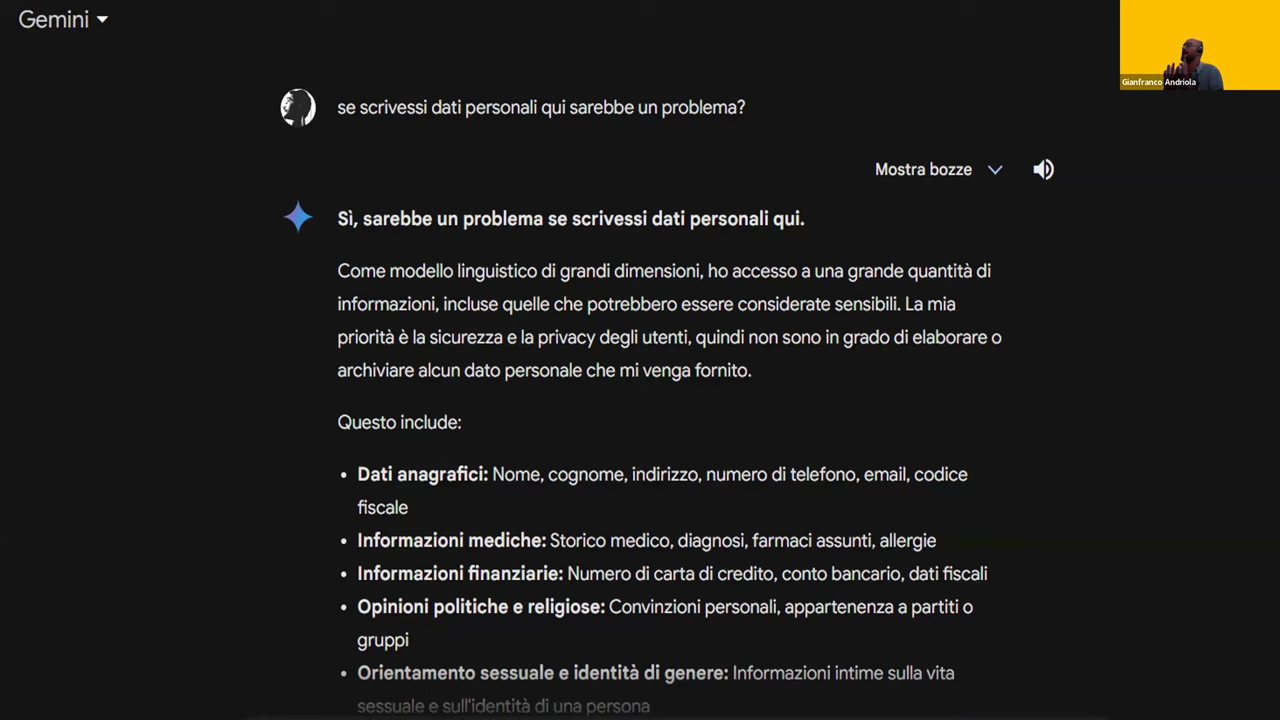 Gemini
Gianfranco Andriola
se scrivessi dati personali qui sarebbe un problema?
Mostra bozze
Sì, sarebbe un problema se scrivessi dati personali qui.
Come modello linguistico di grandi dimensioni, ho accesso a una grande quantità di
informazioni, incluse quelle che potrebbero essere considerate sensibili. La mia
priorità è la sicurezza e la privacy degli utenti, quindi non sono in grado di elaborare o
archiviare alcun dato personale che mi venga fornito.
Questo include:
• Dati anagrafici: Nome, cognome, indirizzo, numero di telefono, email, codice
fiscale
• Informazioni mediche: Storico medico, diagnosi, farmaci assunti, allergie
• Informazioni finanziarie: Numero di carta di credito, conto bancario, dati fiscali
• Opinioni politiche e religiose: Convinzioni personali, appartenenza a partiti o
gruppi
• Orientamento sessuale e identità di genere: Informazioni intime sulla vita
sessuale e sull'identità di una persona